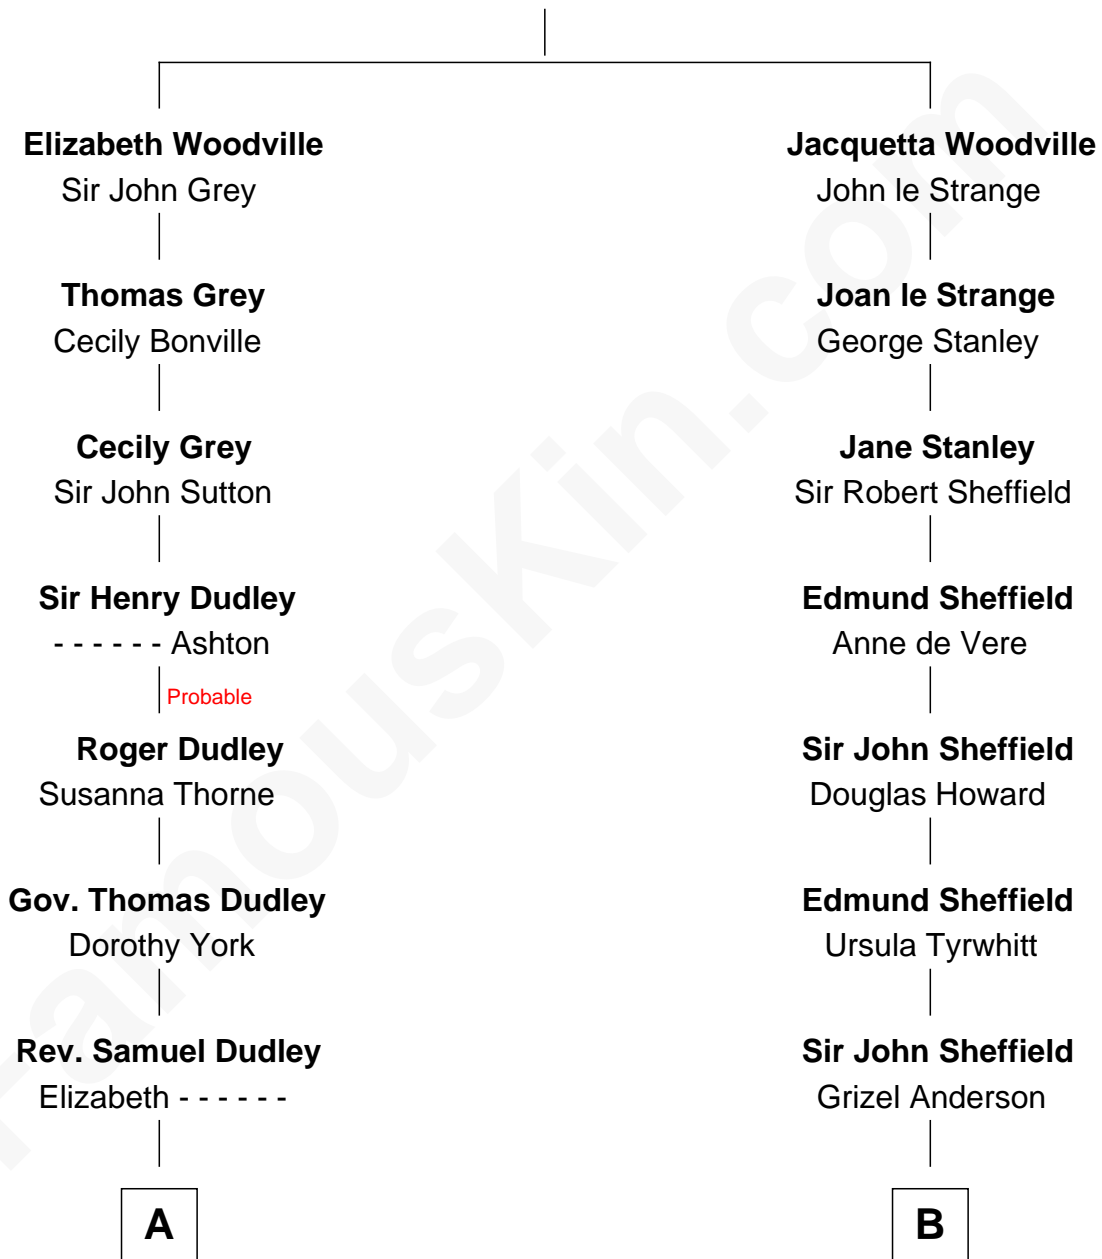 Elizabeth Woodville
Sir John Grey
Thomas Grey
Cecily Bonville
Cecily Grey
Sir John Sutton
Sir Henry Dudley
- - - - - - Ashton
Probable
Roger Dudley
Susanna Thorne
Gov. Thomas Dudley
Dorothy York
Rev. Samuel Dudley
Elizabeth - - - - - -
A
Jacquetta Woodville
John le Strange
Joan le Strange
George Stanley
Jane Stanley
Sir Robert Sheffield
Edmund Sheffield
Anne de Vere
Sir John Sheffield
Douglas Howard
Edmund Sheffield
Ursula Tyrwhitt
Sir John Sheffield
Grizel Anderson
B
FamousKin.com